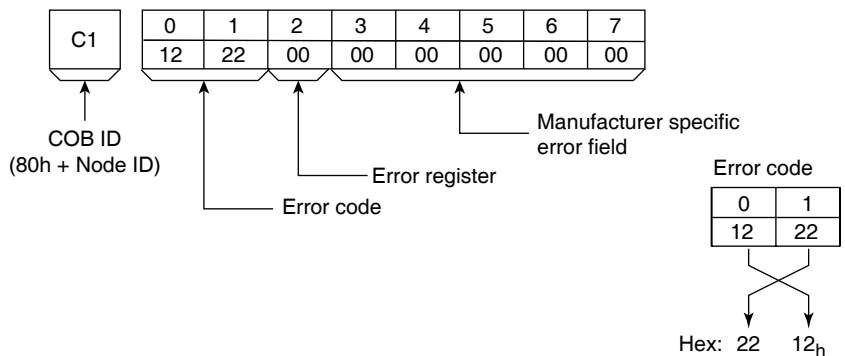 C1
0 1 2 3 4 5 6 7
12 22 00 00 00 00 00 00
COB ID
(80h + Node ID)
Manufacturer specific
error field
Error register
Error code
Error code
0 1
12 22
Hex: 22 12h